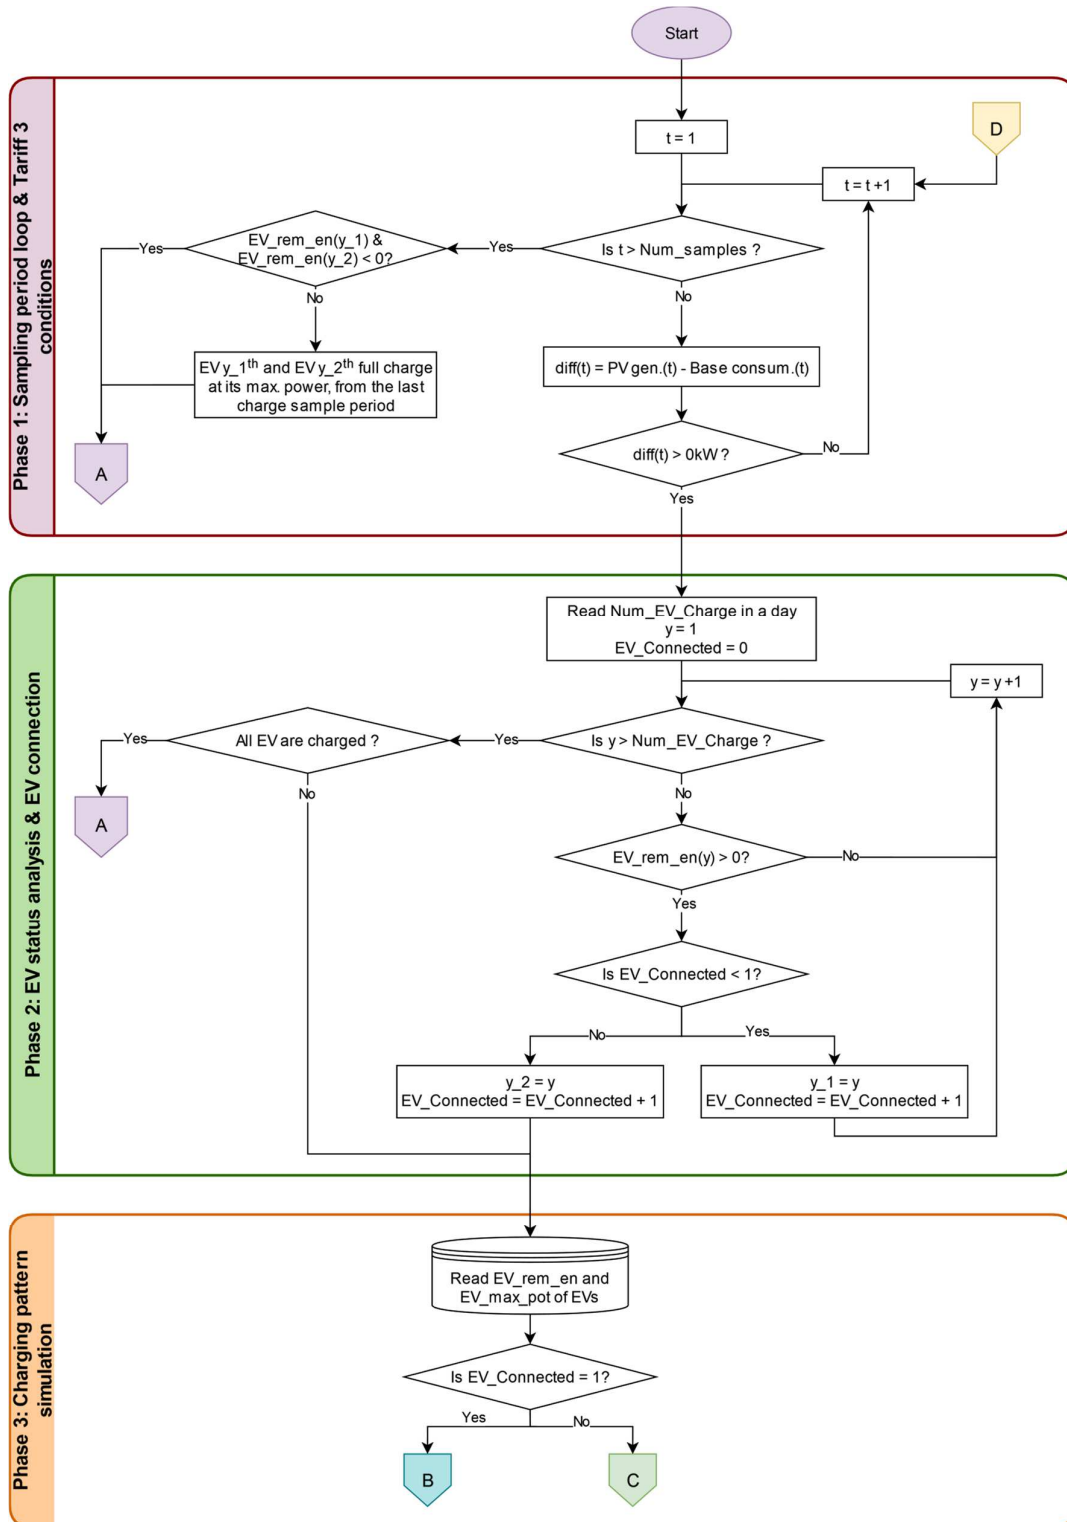 Start
Phase 1: Sampling period loop & Tariff 3
conditions
t = 1
D
t = t +1
Is t > Num_samples ?
Yes
EV_rem_en(y_1) &
EV_rem_en(y_2) < 0?
Yes
No
No
EV y_1th and EV y_2th full charge
at its max. power, from the last
charge sample period
diff(t) = PV gen.(t) - Base consum.(t)
diff(t) > 0kW ?
No
Yes
A
Phase 2: EV status analysis & EV connection
Read Num_EV_Charge in a day
y = 1
EV_Connected = 0
y = y +1
Is y > Num_EV_Charge ?
Yes
All EV are charged ?
Yes
No
No
A
EV_rem_en(y) > 0?
No
Yes
Is EV_Connected < 1?
No
Yes
y_2 = y
EV_Connected = EV_Connected + 1
y_1 = y
EV_Connected = EV_Connected + 1
Phase 3: Charging pattern
simulation
Read EV_rem_en and
EV_max_pot of EVs
Is EV_Connected = 1?
Yes
No
B
C